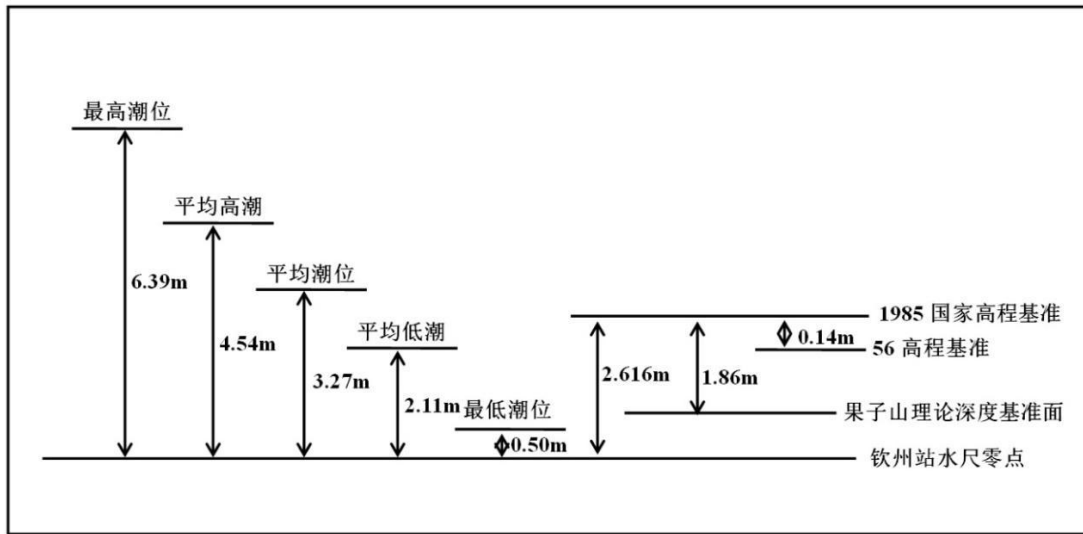 最高潮位
平均高潮
6.39m
平均潮位
4.54m
1985 国家高程基准
平均低潮
0.14m
56 高程基准
3.27m
2.616m
1.86m
2.11m
最低潮位
果子山理论深度基准面
0.50m
钦州站水尺零点